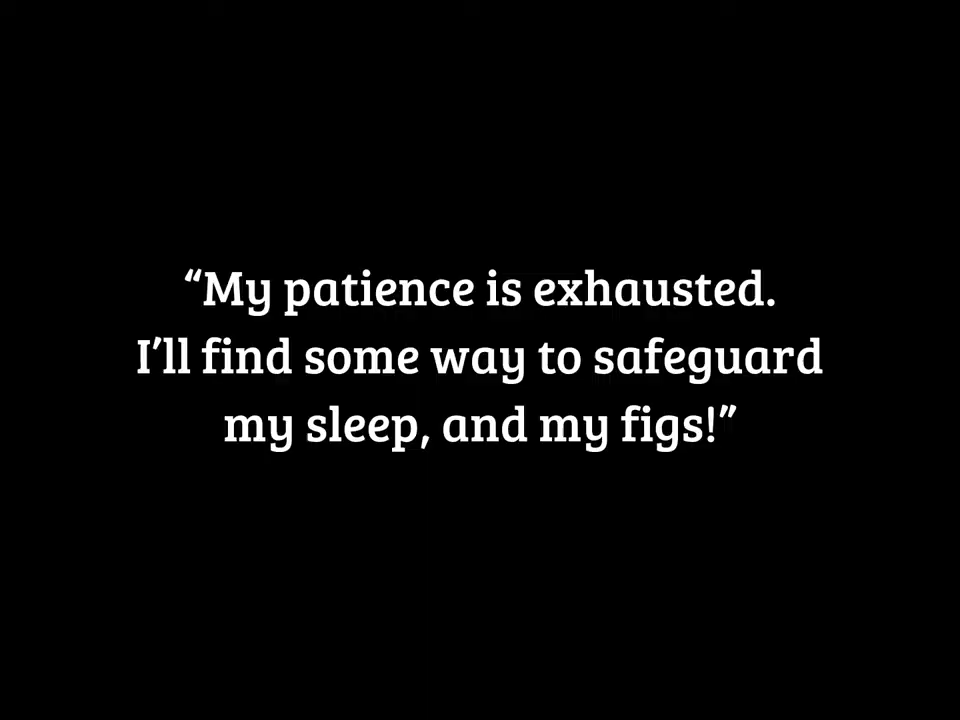 “My patience is exhausted.
I’ll find some way to safeguard
my sleep, and my figs!”